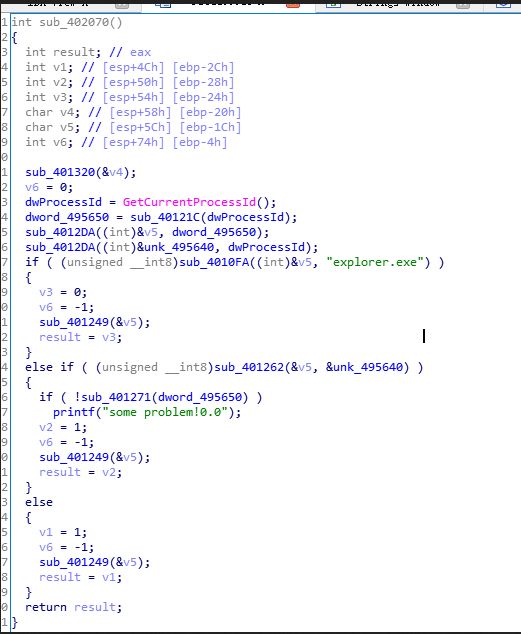 1 int sub_402070()
2 {
3 int result; // eax
4 int v1; // [esp+4Ch] [ebp-2Ch]
5 int v2; // [esp+50h] [ebp-28h]
6 int v3; // [esp+54h] [ebp-24h]
7 char v4; // [esp+58h] [ebp-20h]
8 char v5; // [esp+5Ch] [ebp-1Ch]
9 int v6; // [esp+74h] [ebp-4h]
0
1 sub_401320(&v4);
2 v6 = 0;
3 dwProcessId = GetCurrentProcessId();
4 dword_495650 = sub_40121C(dwProcessId);
5 sub_4012DA((int)&v5, dword_495650);
6 sub_4012DA((int)&unk_495640, dwProcessId);
7 if ( (unsigned __int8)sub_4010FA((int)&v5, "explorer.exe") )
8 {
9 v3 = 0;
0 v6 = -1;
1 sub_401249(&v5);
2 result = v3;
3 }
4 else if ( (unsigned __int8)sub_401262(&v5, &unk_495640) )
5 {
6 if ( !sub_401271(dword_495650) )
7 printf("some problem!0.0");
8 v2 = 1;
9 v6 = -1;
0 sub_401249(&v5);
1 result = v2;
2 }
3 else
4 {
5 v1 = 1;
6 v6 = -1;
7 sub_401249(&v5);
8 result = v1;
9 }
0 return result;
1 }